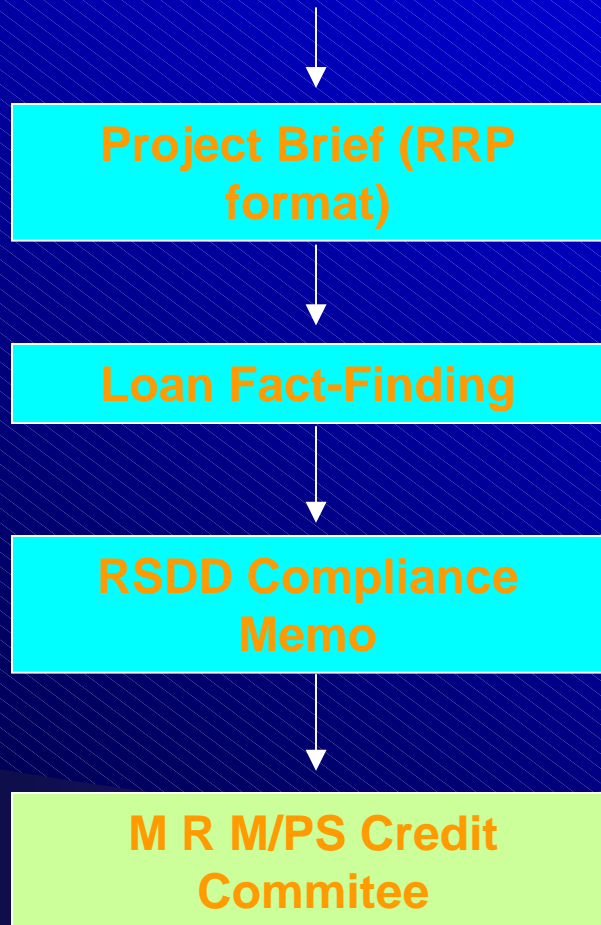 Project Brief (RRP
format)
Loan Fact-Finding
RSDD Compliance
Memo
M R M/PS Credit
Commitee